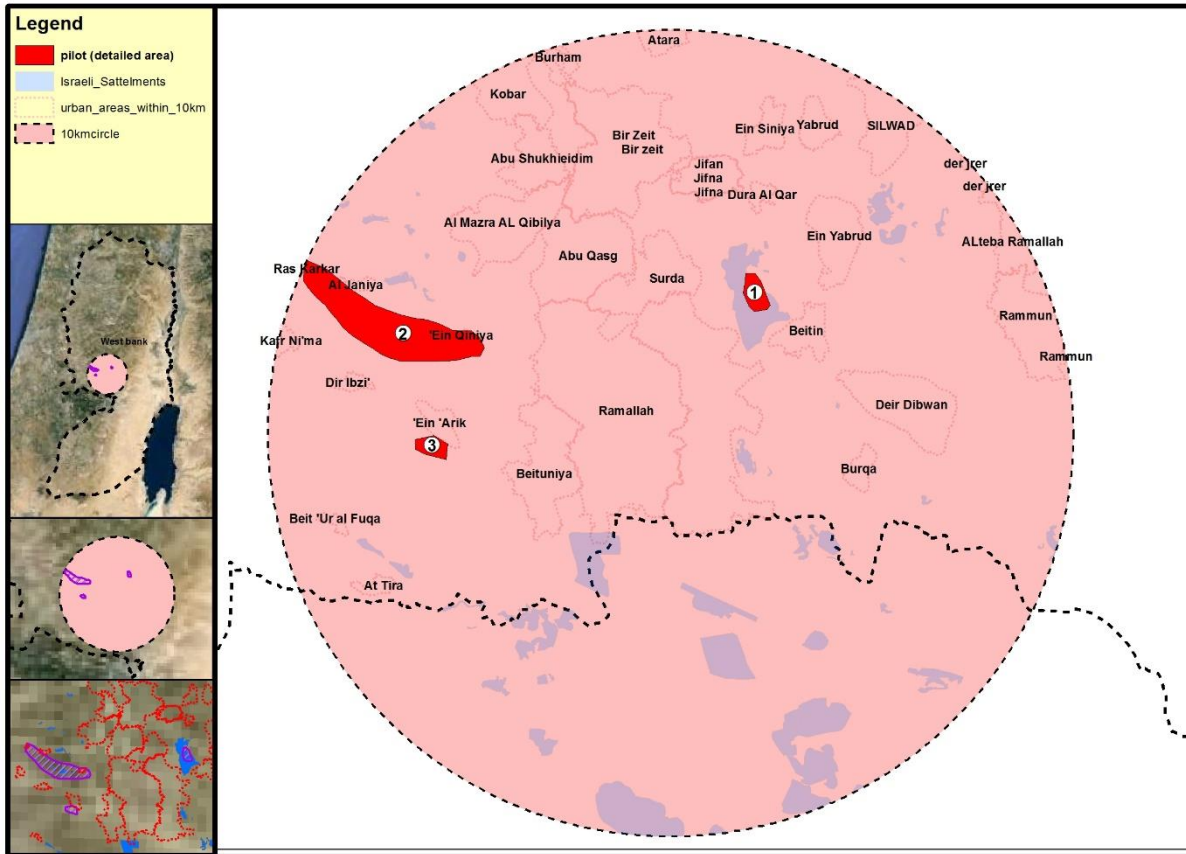 Legend
pilot (detailed area)
Israeli_Sattelments
urban_areas_within_10km
10kmcircle
West bank
Atara
Burham
Kobar
Bir Zeit
Bir zeit
Ein Siniya
Yabrud
SILWAD
Abu Shukhieidim
Jifan
Jifna
Jifna
der jrer
der jrer
Dura Al Qar
Al Mazra AL Qibilya
Ein Yabrud
ALteba Ramallah
Abu Qasg
Surda
Ras Karkar
Al Janiya
1
Rammun
2
'Ein Qiniya
Beitin
Kafr Ni'ma
Rammun
Dir Ibzi'
Ramallah
Deir Dibwan
'Ein 'Arik
3
Beituniya
Burqa
Beit 'Ur al Fuqa
At Tira